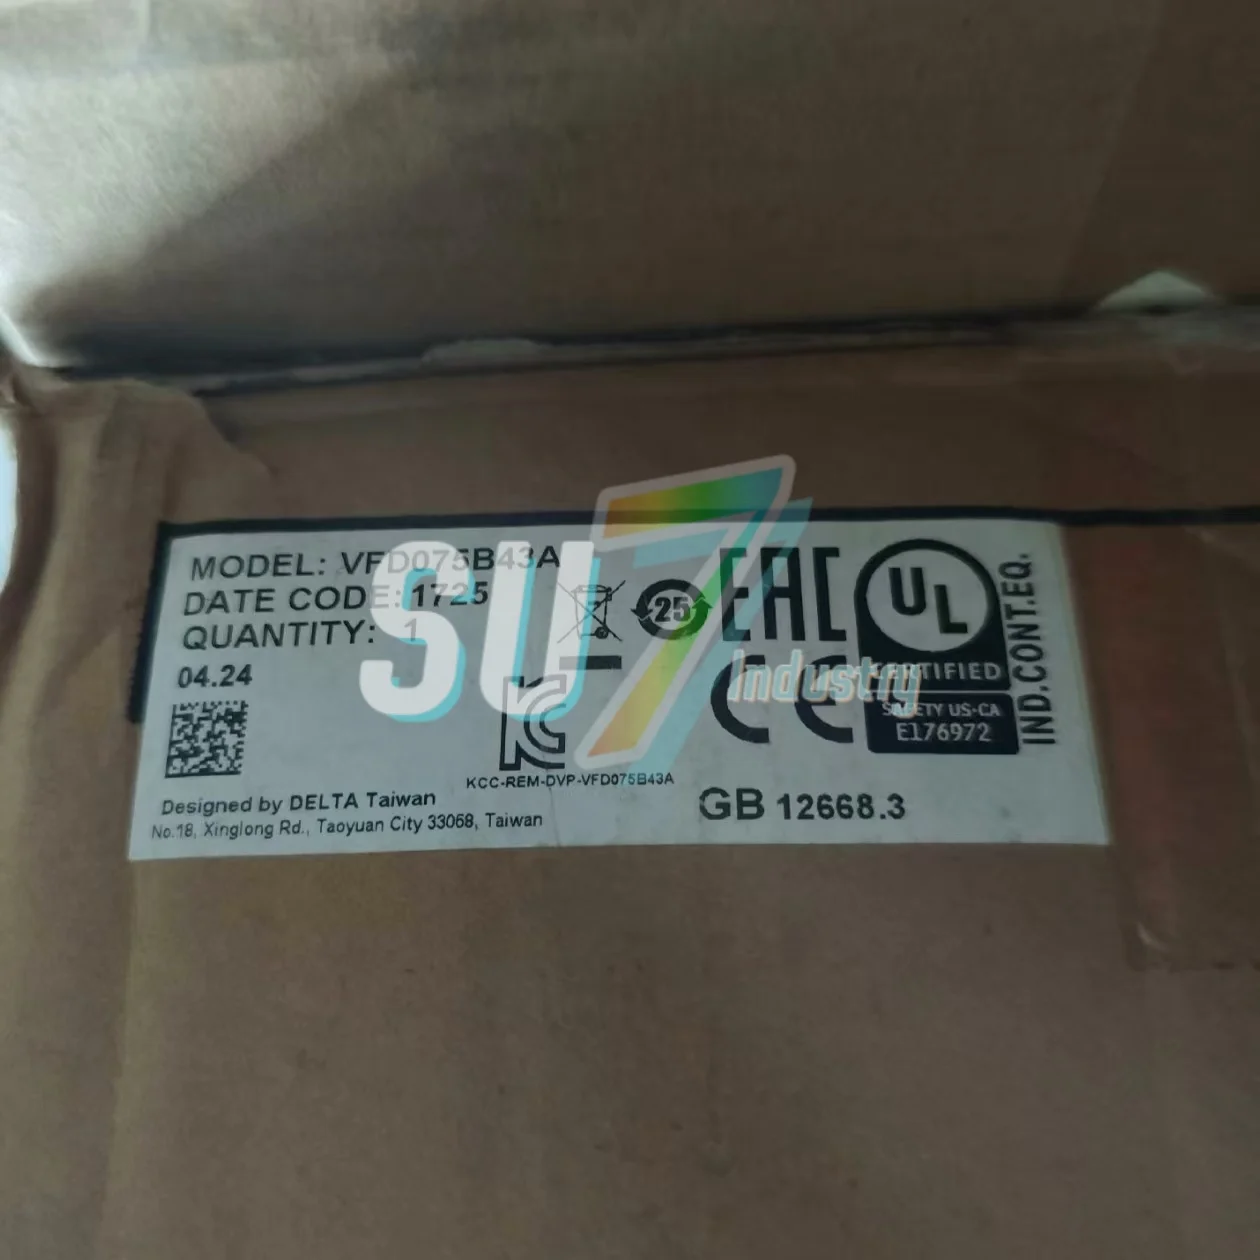 MODEL: VFD075B43A
DATE CODE: 1725
QUANTITY: 1
04.24
25
EAC
UL
CERTIFIED
SAFETY US-CA
E176972
IND.CONT.EQ.
CE
KC
KCC-REM-DVP-VFD075B43A
Designed by DELTA Taiwan
No.18, Xinglong Rd., Taoyuan City 33068, Taiwan
GB 12668.3
SU7
Industry